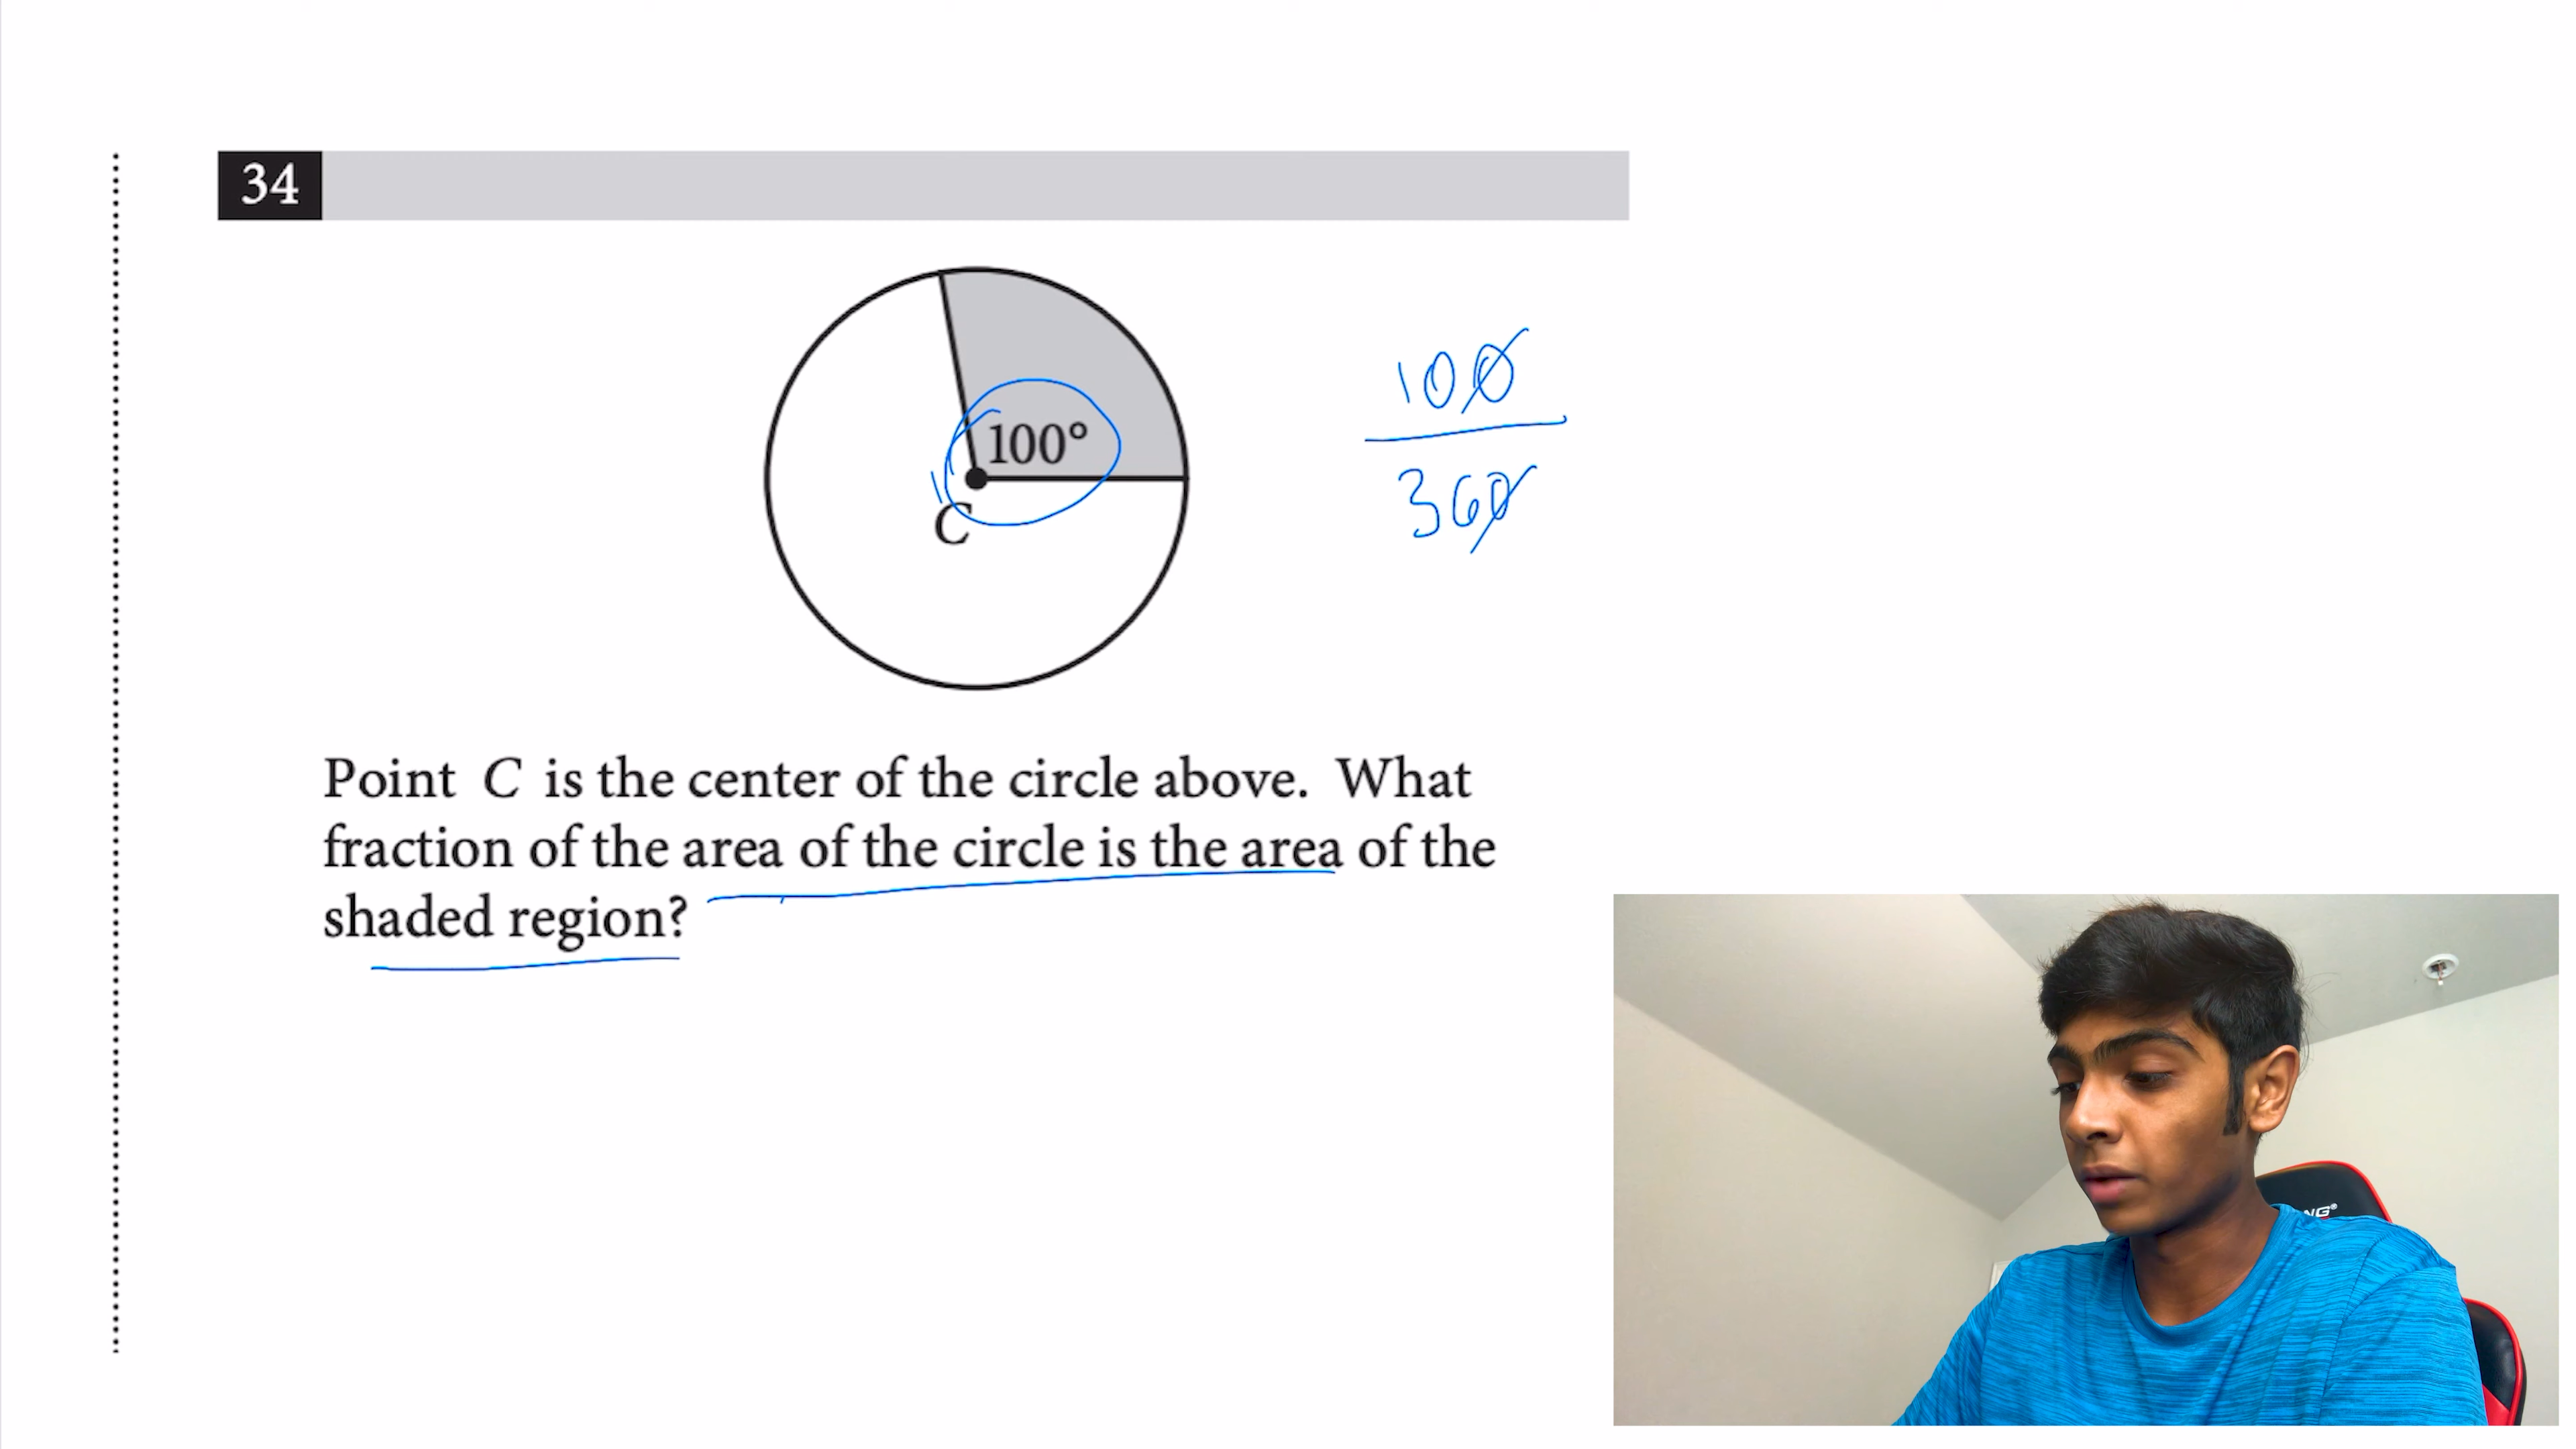 34
100°
C
100
360
Point C is the center of the circle above. What
fraction of the area of the circle is the area of the
shaded region?
NG®